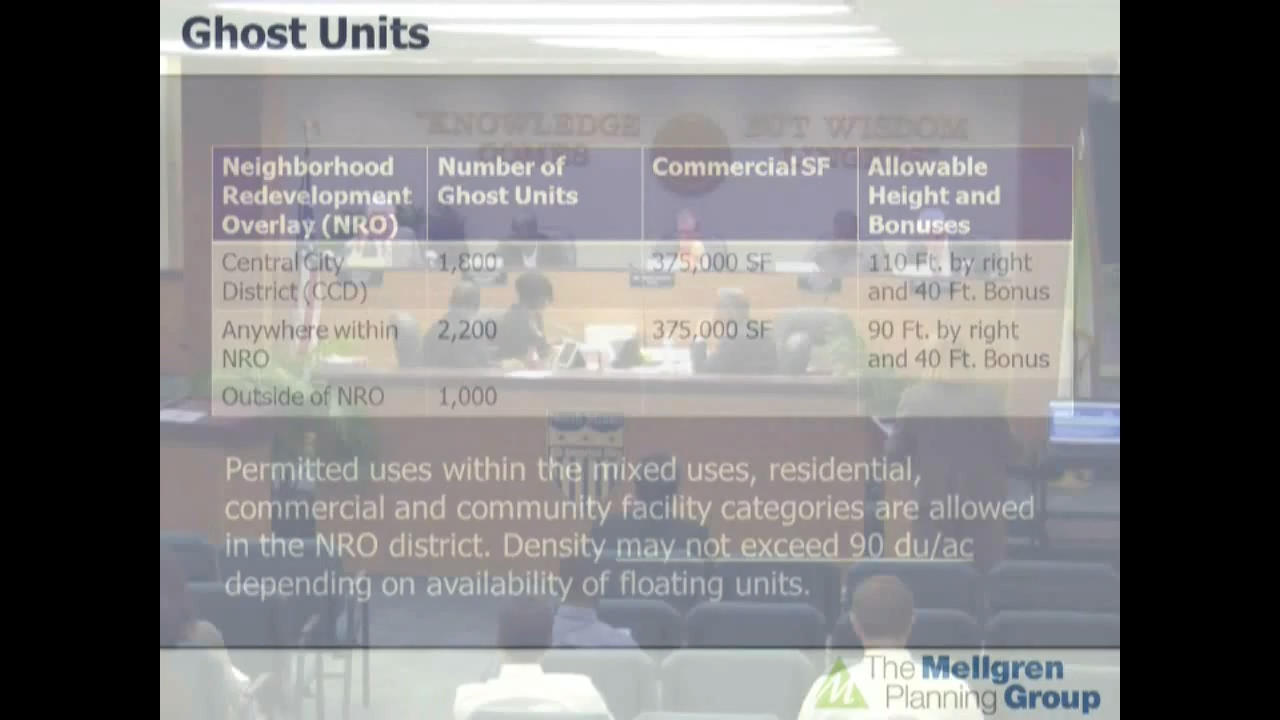 Ghost Units
"KNOWLEDGE COMES
BUT WISDOM
Neighborhood Redevelopment Overlay (NRO)
Number of Ghost Units
Commercial SF
Allowable Height and Bonuses
Central City District (CCD)
1,800
375,000 SF
110 Ft. by right and 40 Ft. Bonus
Anywhere within NRO
2,200
375,000 SF
90 Ft. by right and 40 Ft. Bonus
Outside of NRO
1,000
Permitted uses within the mixed uses, residential,
commercial and community facility categories are allowed
in the NRO district. Density may not exceed 90 du/ac
depending on availability of floating units.
The Mellgren
Planning Group